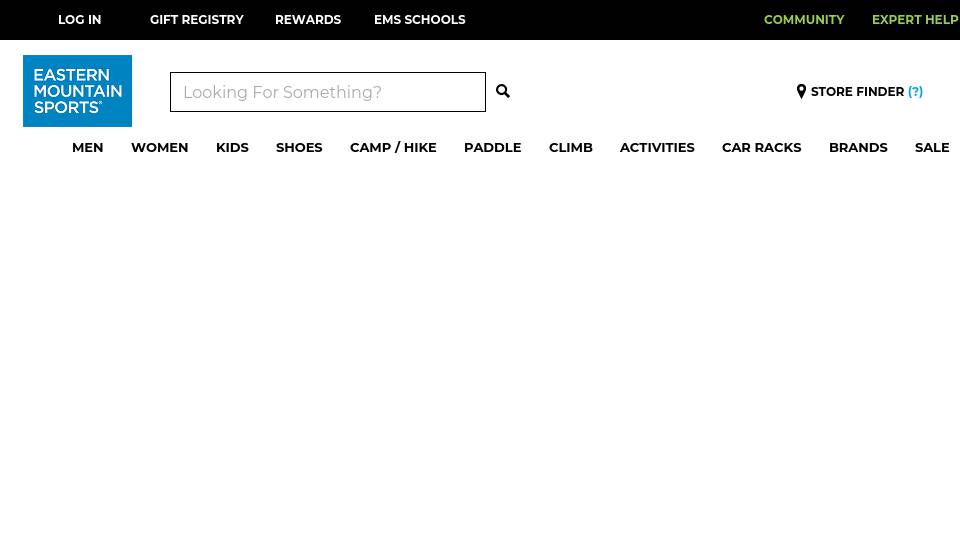 LOG IN GIFT REGISTRY REWARDS EMS SCHOOLS COMMUNITY EXPERT HELP
EASTERN
MOUNTAIN
SPORTS®
Looking For Something?
STORE FINDER (?)
MEN WOMEN KIDS SHOES CAMP / HIKE PADDLE CLIMB ACTIVITIES CAR RACKS BRANDS SALE